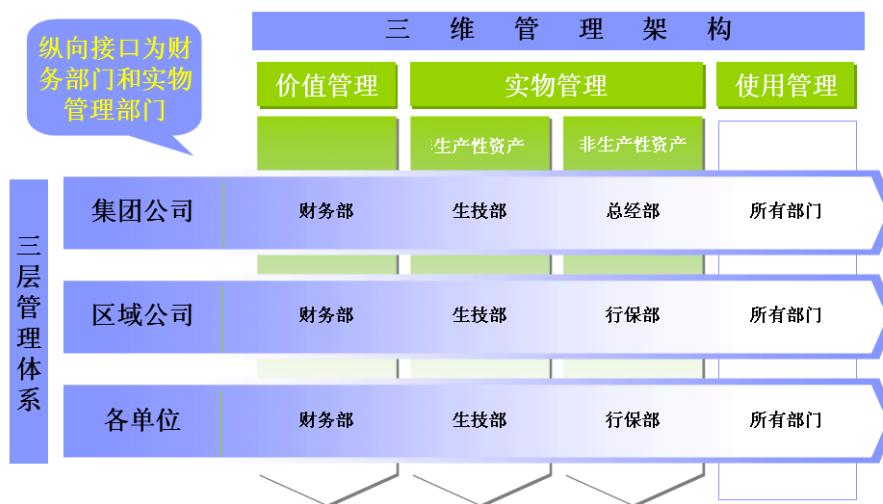 三维管理架构
纵向接口为财
务部门和实物
管理部门
价值管理
实物管理
使用管理
生产性资产
非生产性资产
三层管理体系
集团公司
财务部
生技部
总经部
所有部门
区域公司
财务部
生技部
行保部
所有部门
各单位
财务部
生技部
行保部
所有部门